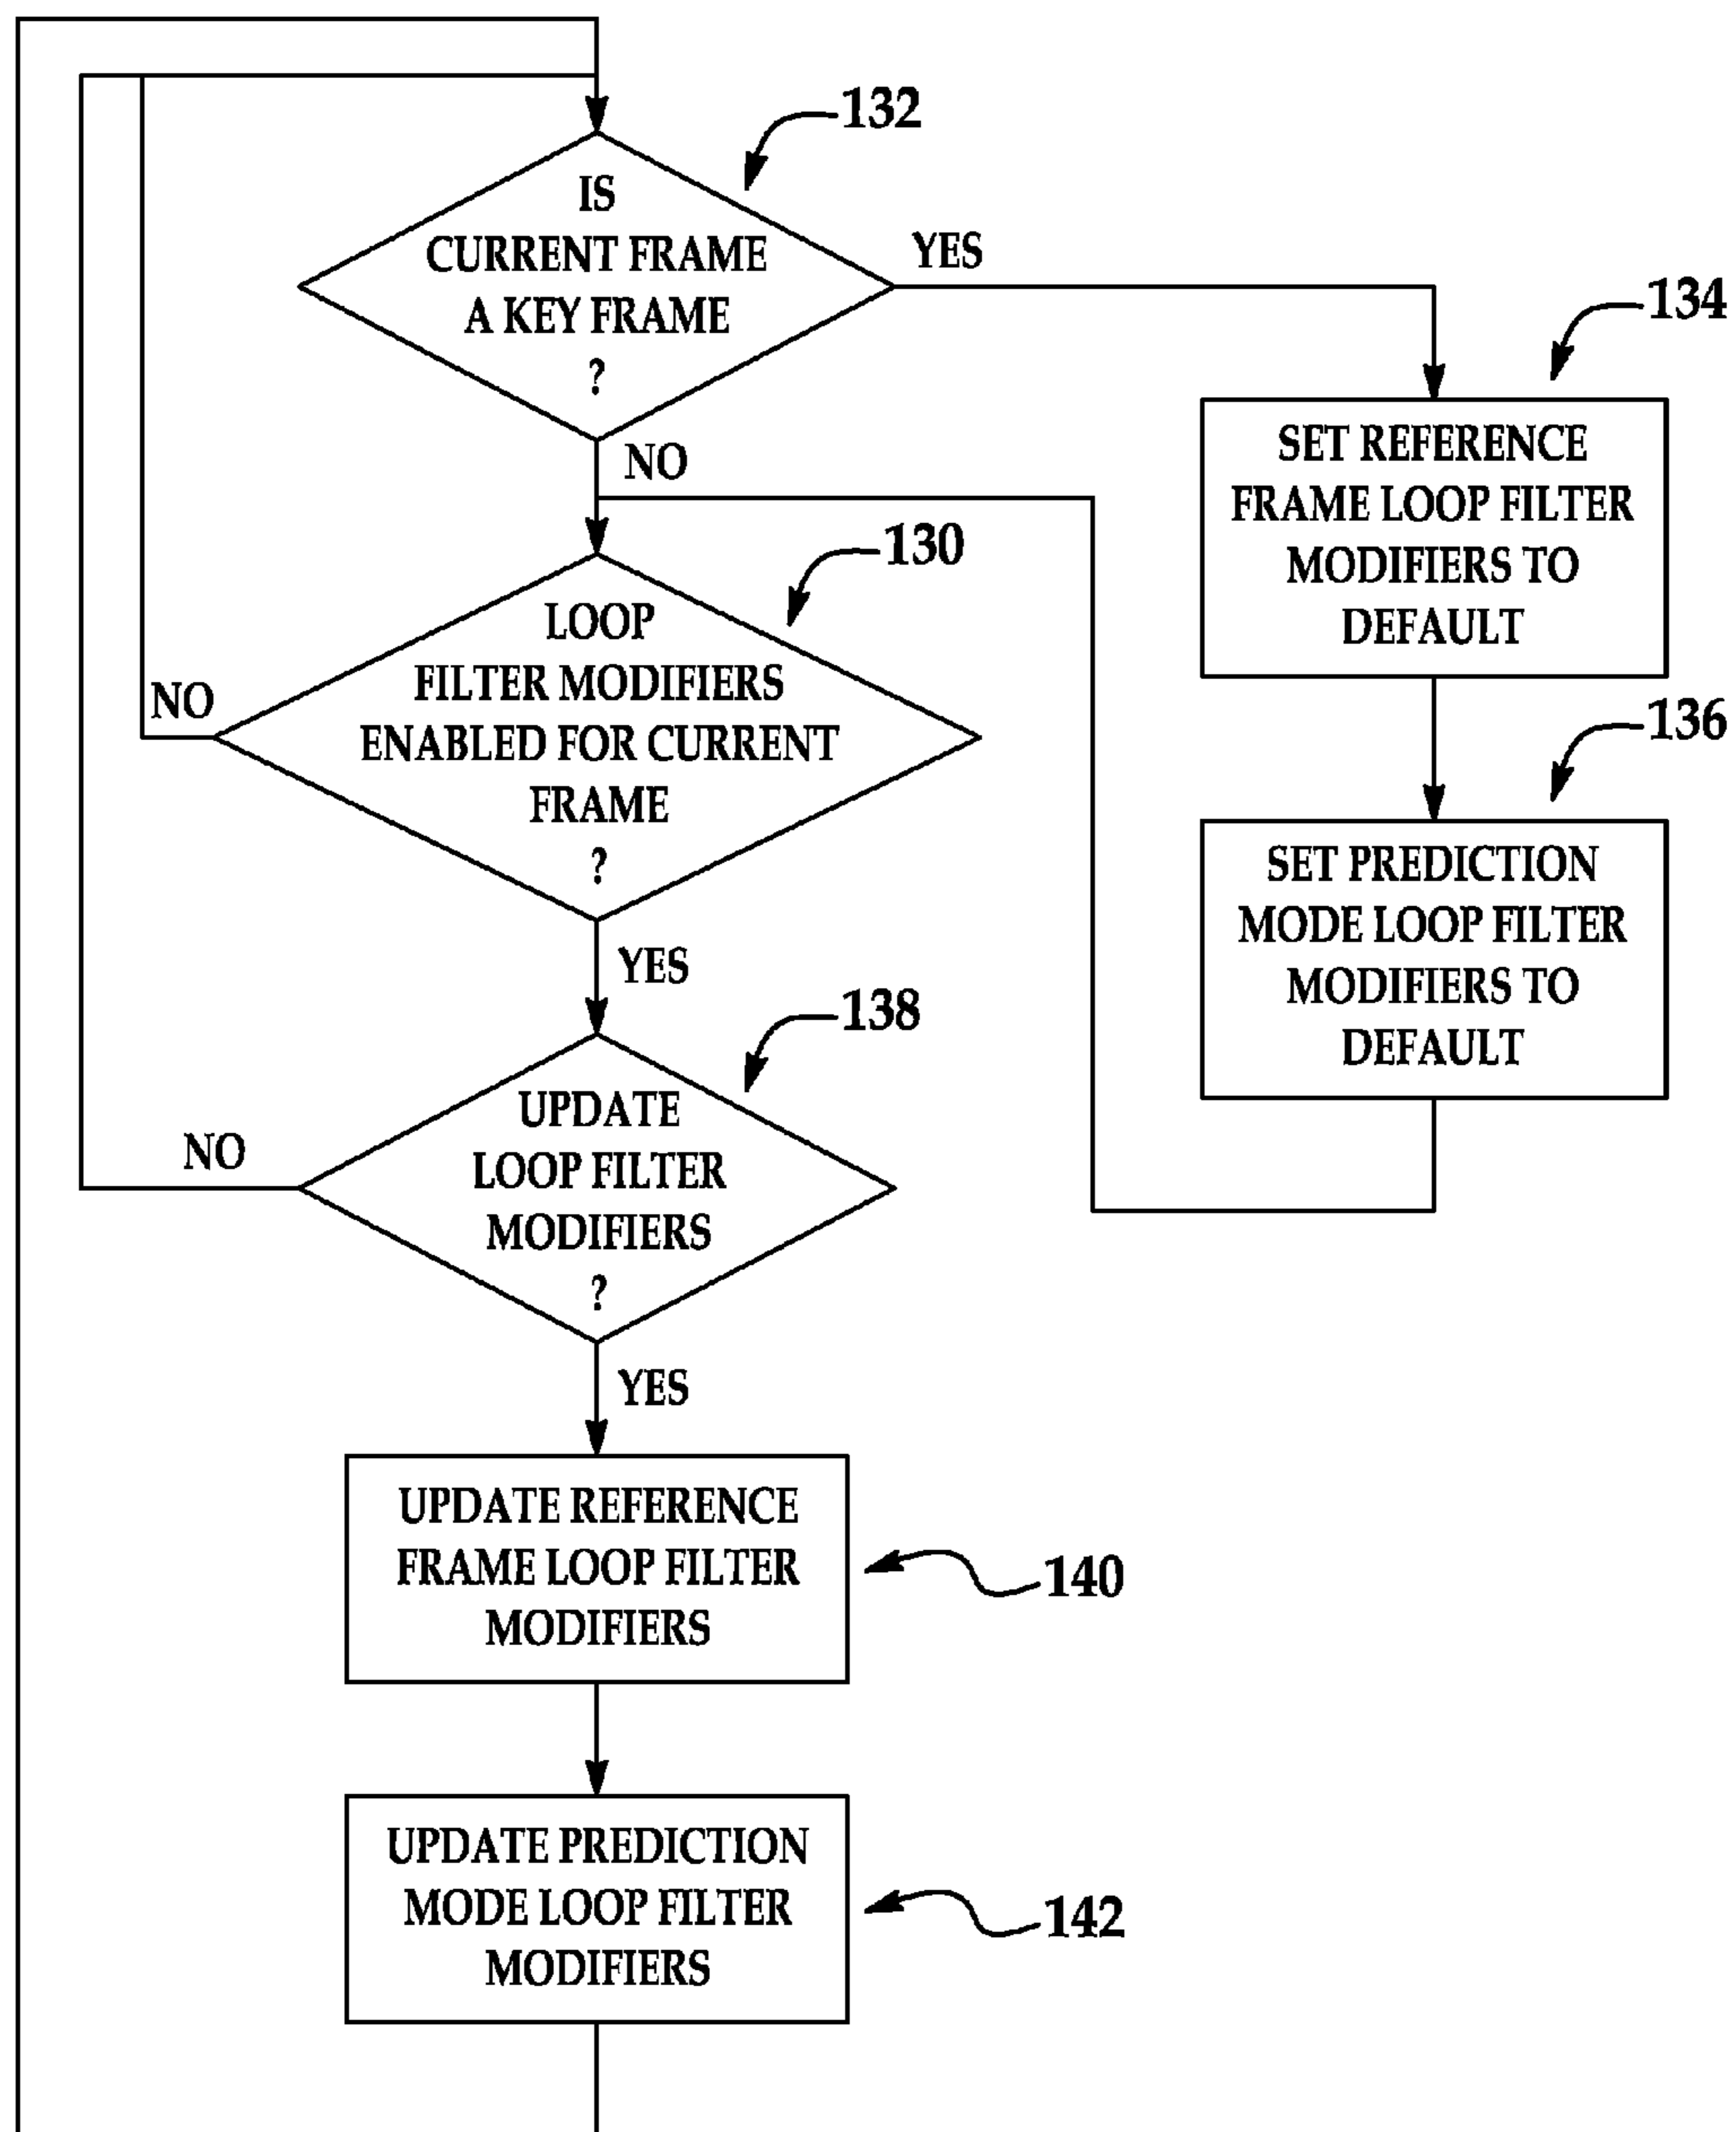 132
IS
CURRENT FRAME
A KEY FRAME
?
YES
NO
134
SET REFERENCE
FRAME LOOP FILTER
MODIFIERS TO
DEFAULT
130
LOOP
FILTER MODIFIERS
ENABLED FOR CURRENT
FRAME
?
NO
YES
136
SET PREDICTION
MODE LOOP FILTER
MODIFIERS TO
DEFAULT
138
UPDATE
LOOP FILTER
MODIFIERS
?
NO
YES
UPDATE REFERENCE
FRAME LOOP FILTER
MODIFIERS
140
UPDATE PREDICTION
MODE LOOP FILTER
MODIFIERS
142